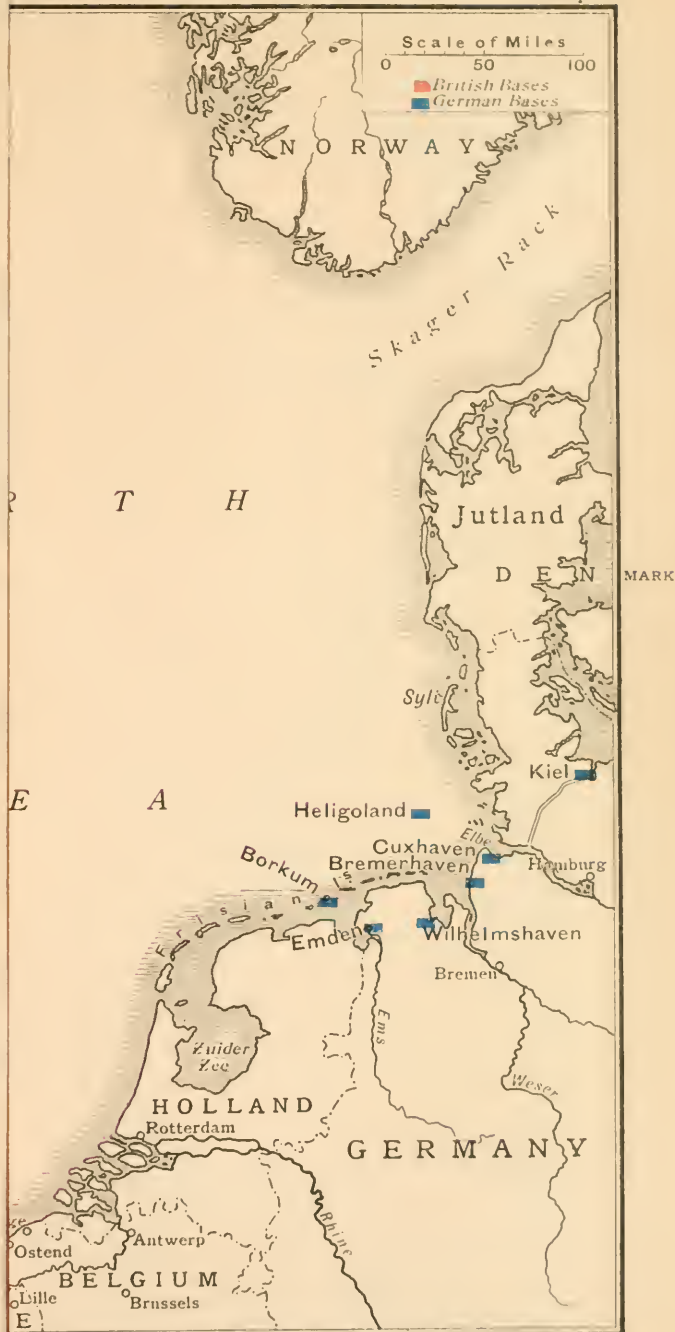 Scale of Miles
0 50 100
British Bases
German Bases
NORWAY
Skager Rack
TH
Jutland
DEN MARK
Sylt
Kiel
EA
Heligoland
Elbe
Cuxhaven
Hamburg
Bremerhaven
Borkum
Frisian Is.
Emden
Wilhelmshaven
Bremen
Ems
Zuider
Zee
Weser
HOLLAND
Rotterdam
GERMANY
Rhine
Antwerp
Ostend
BELGIUM
Lille
Brussels
E